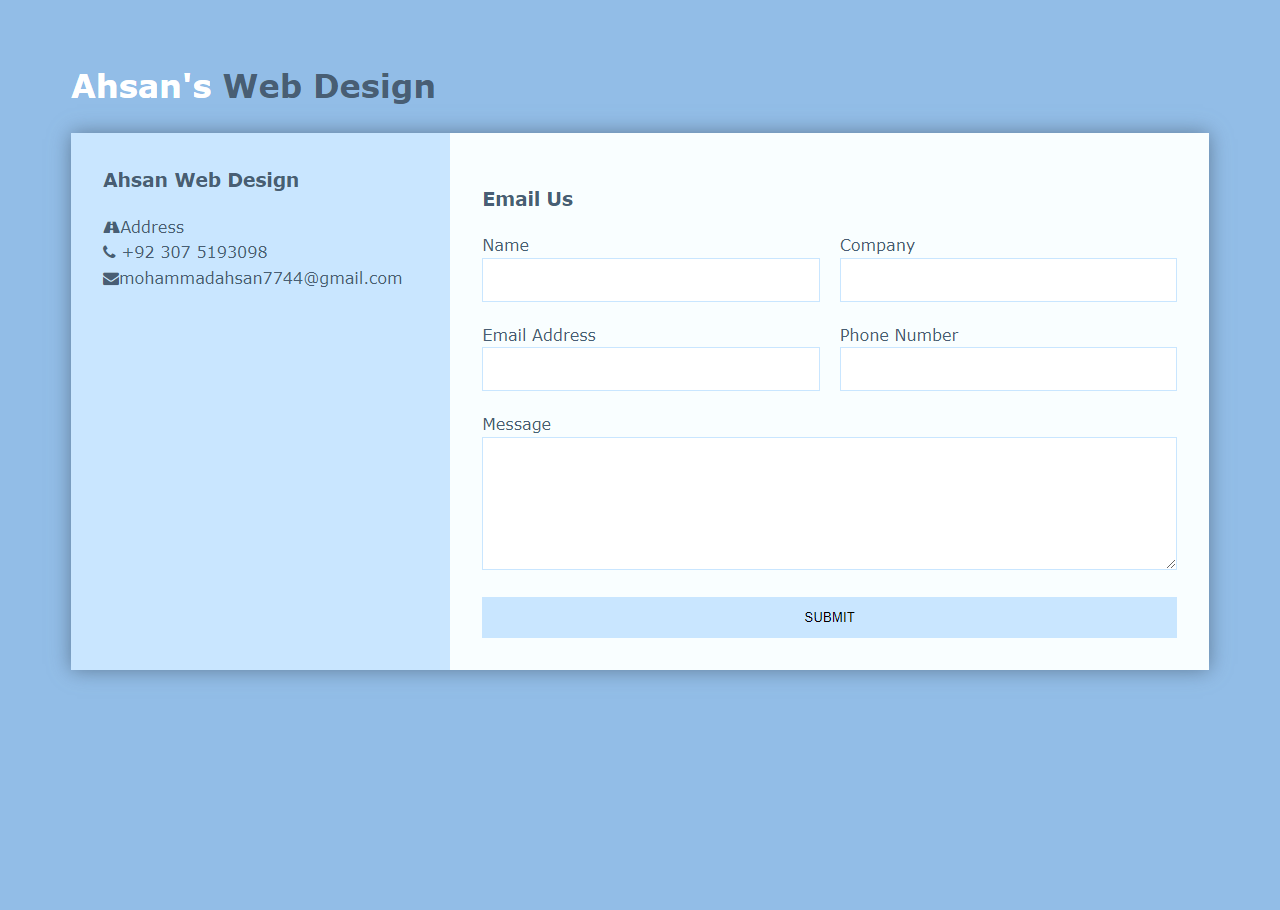 Ahsan's Web Design
Ahsan Web Design
Address
+92 307 5193098
mohammadahsan7744@gmail.com
Email Us
Name
Company
Email Address
Phone Number
Message
SUBMIT